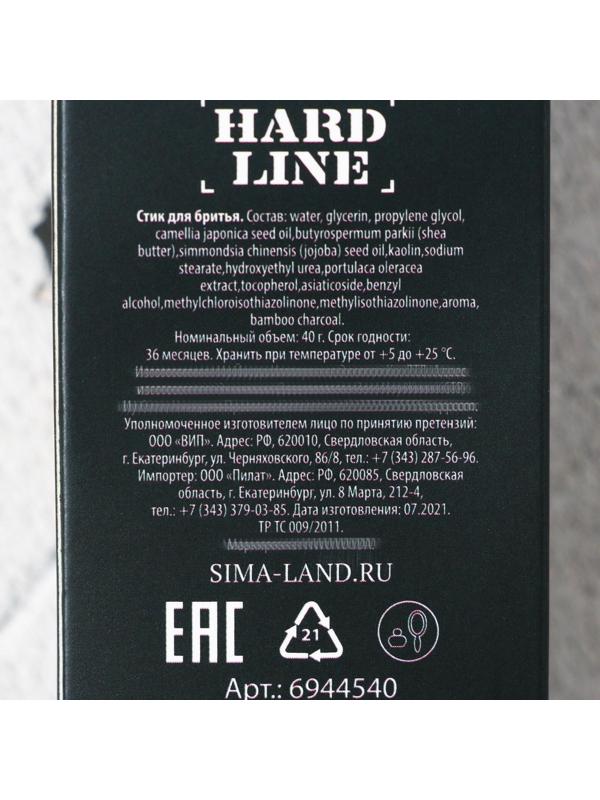 HARD
LINE
Стик для бритья. Состав: water, glycerin, propylene glycol,
camellia japonica seed oil,butyrospermum parkii (shea
butter),simmondsia chinensis (jojoba) seed oil,kaolin,sodium
stearate,hydroxyethyl urea,portulaca oleracea
extract,tocopherol,asiaticoside,benzyl
alcohol,methylchloroisothiazolinone,methylisothiazolinone,aroma,
bamboo charcoal.
Номинальный объем: 40 г. Срок годности:
36 месяцев. Хранить при температуре от +5 до +25 °C.
Уполномоченное изготовителем лицо по принятию претензий:
ООО «ВИП». Адрес: РФ, 620010, Свердловская область,
г. Екатеринбург, ул. Черняховского, 86/8, тел.: +7 (343) 287-56-96.
Импортер: ООО «Пилат». Адрес: РФ, 620085, Свердловская
область, г. Екатеринбург, ул. 8 Марта, 212-4,
тел.: +7 (343) 379-03-85. Дата изготовления: 07.2021.
ТР ТС 009/2011.
SIMA-LAND.RU
EAC
21
Арт.: 6944540